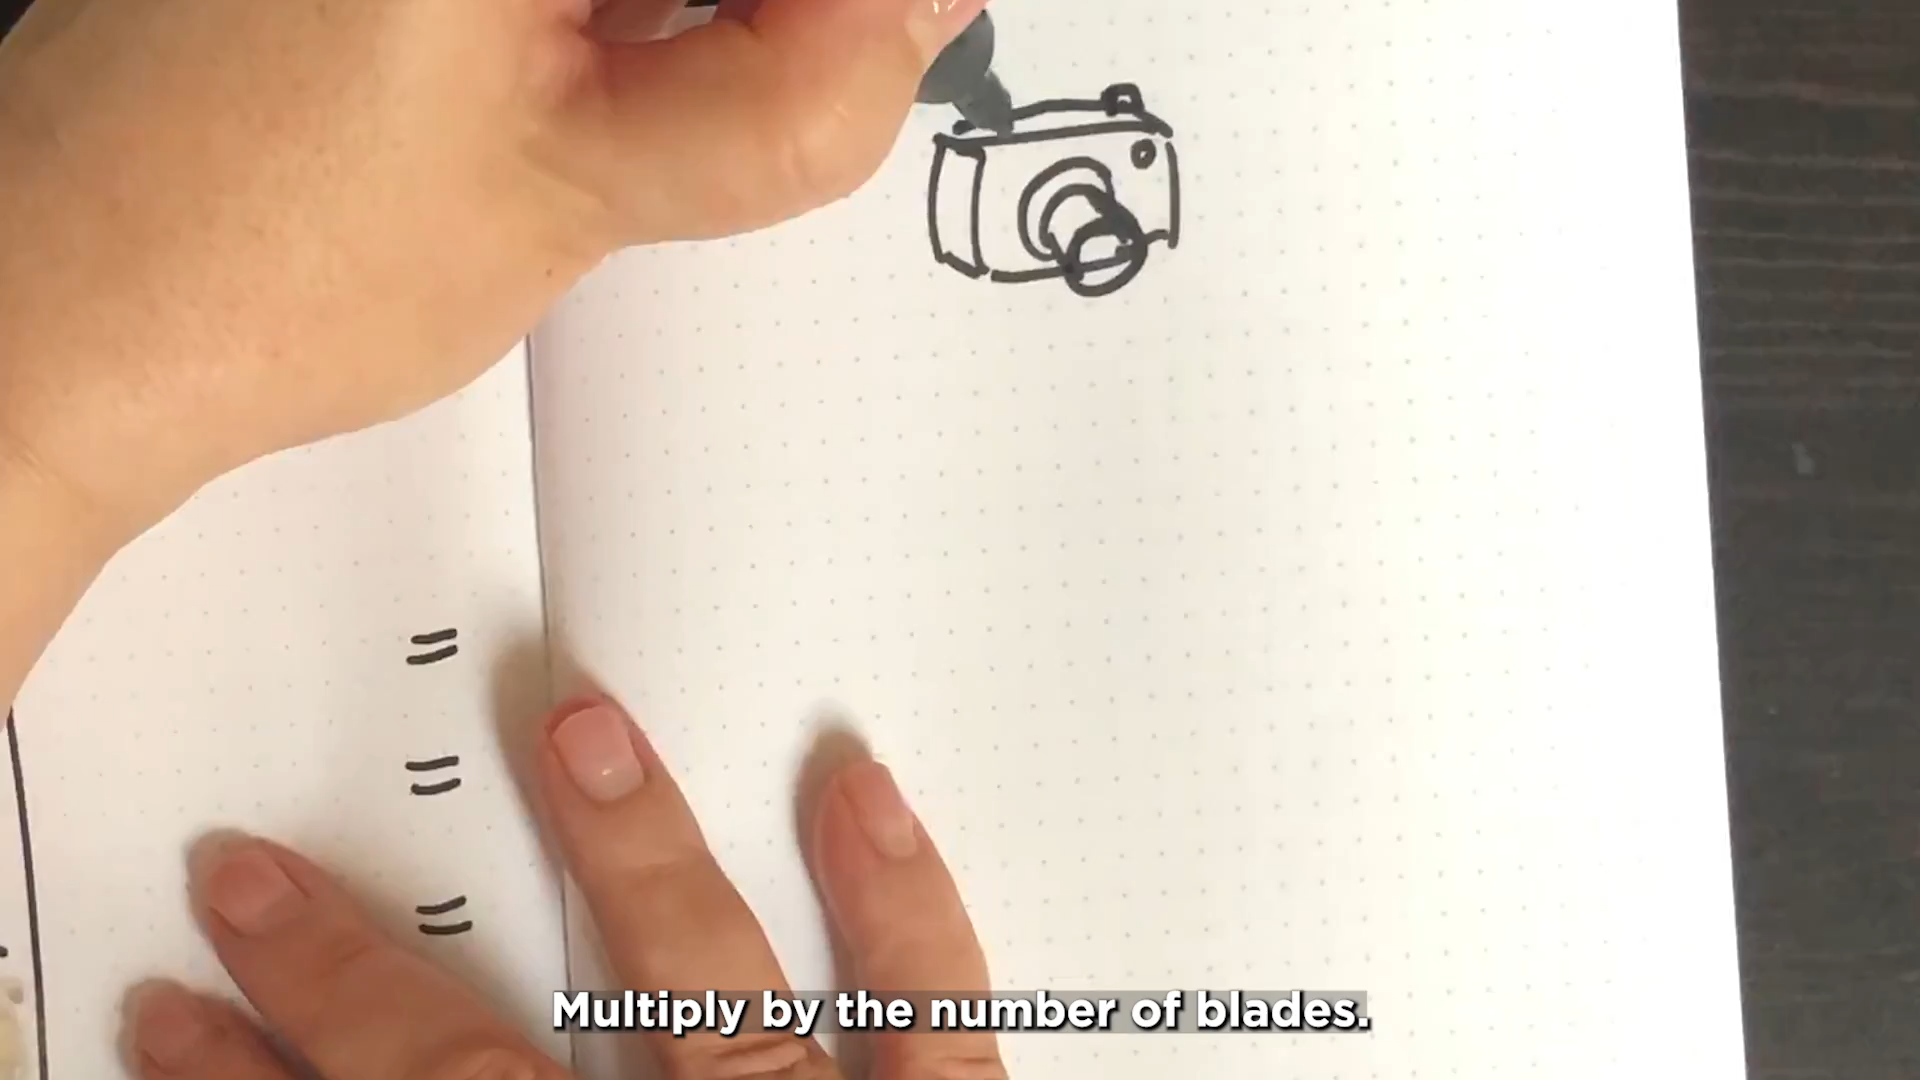 =
=
=
Multiply by the number of blades.